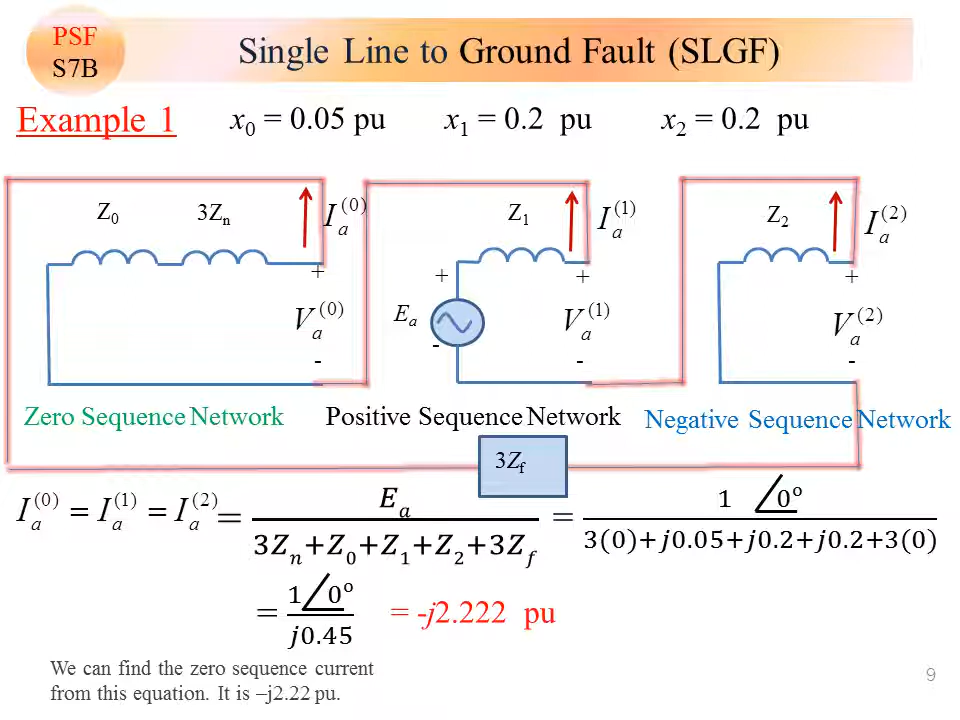 PSF
S7B
Single Line to Ground Fault (SLGF)
Example 1
x₀ = 0.05 pu x₁ = 0.2 pu x₂ = 0.2 pu
Z₀ 3Zₙ Iₐ⁽⁰⁾ Z₁ Iₐ⁽¹⁾ Z₂ Iₐ⁽²⁾
+ + + +
Vₐ⁽⁰⁾ Eₐ Vₐ⁽¹⁾ Vₐ⁽²⁾
- - - -
Zero Sequence Network Positive Sequence Network Negative Sequence Network
3Z_f
Iₐ⁽⁰⁾ = Iₐ⁽¹⁾ = Iₐ⁽²⁾ = Eₐ / 3Zₙ+Z₀+Z₁+Z₂+3Z_f = 1 ∠0° / 3(0)+j0.05+j0.2+j0.2+3(0)
= 1∠0° / j0.45 = -j2.222 pu
We can find the zero sequence current
from this equation. It is –j2.22 pu.
9